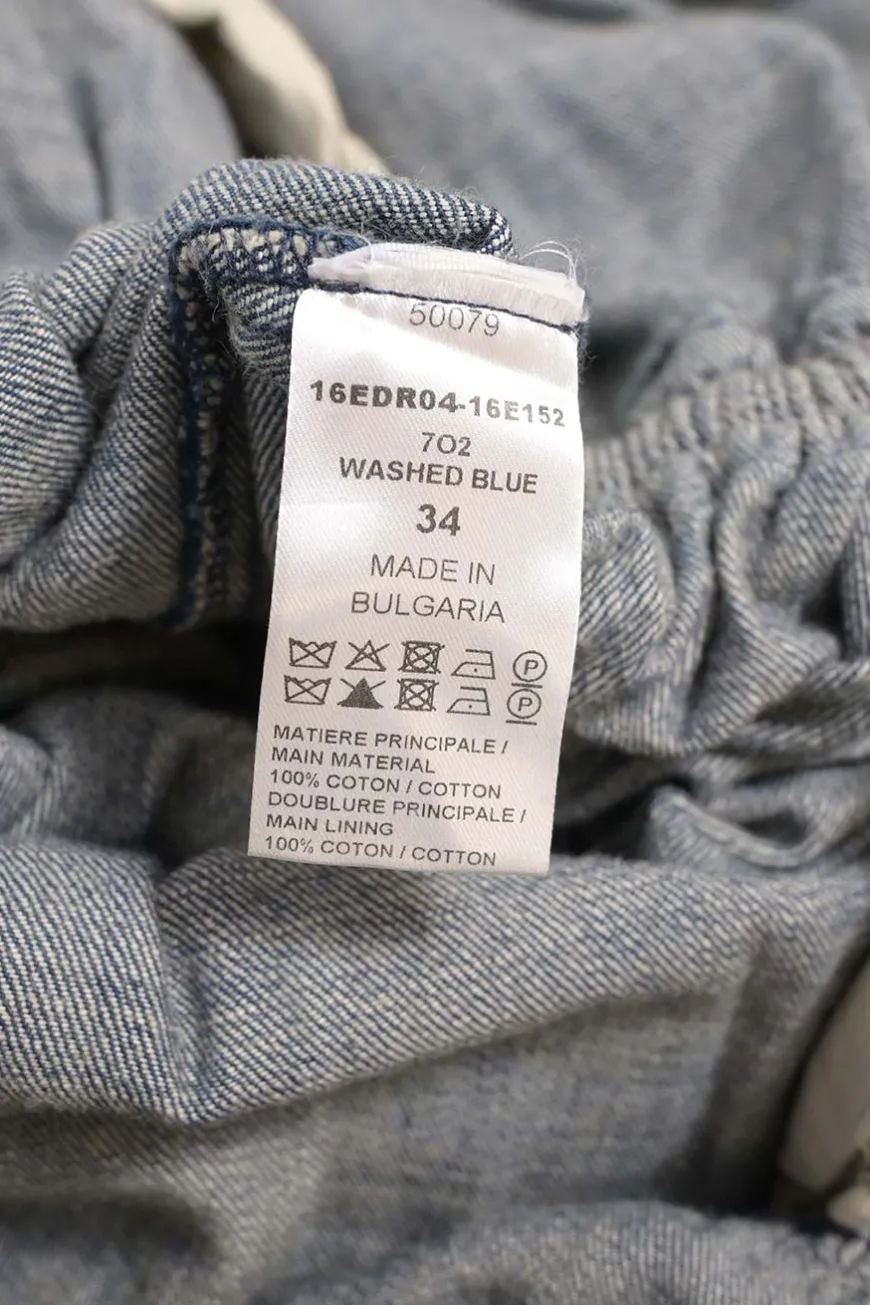 50079
16EDR04-16E152
702
WASHED BLUE
34
MADE IN
BULGARIA
P
P
MATIERE PRINCIPALE /
MAIN MATERIAL
100% COTON / COTTON
DOUBLURE PRINCIPALE /
MAIN LINING
100% COTON / COTTON